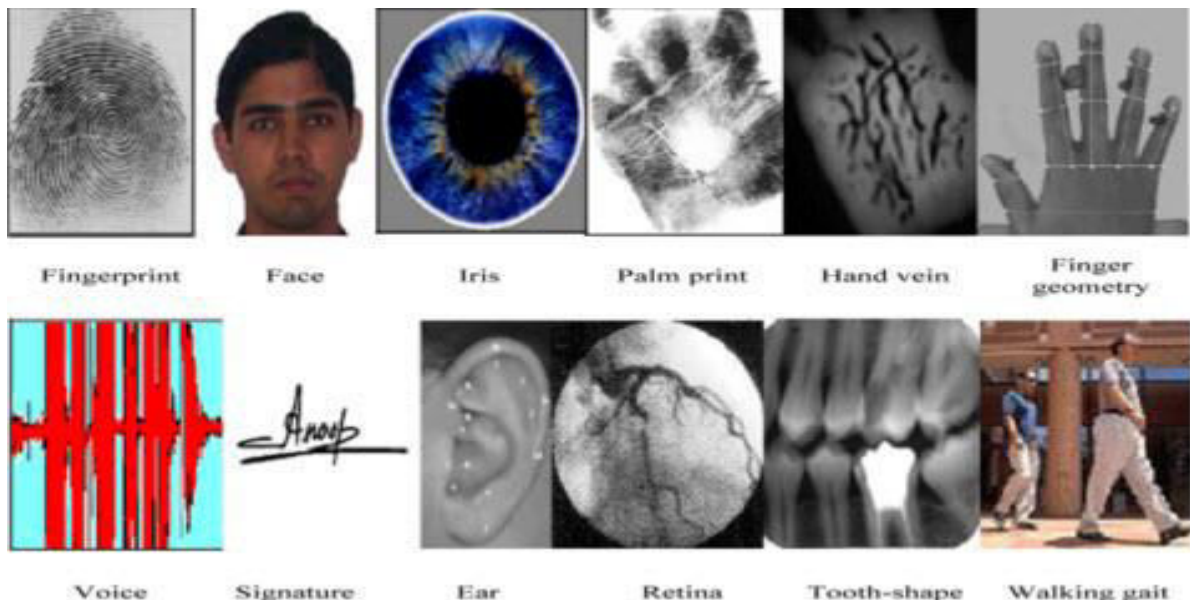 Fingerprint
Face
Iris
Palm print
Hand vein
Finger
geometry
Anoop
Voice
Signature
Ear
Retina
Tooth-shape
Walking gait